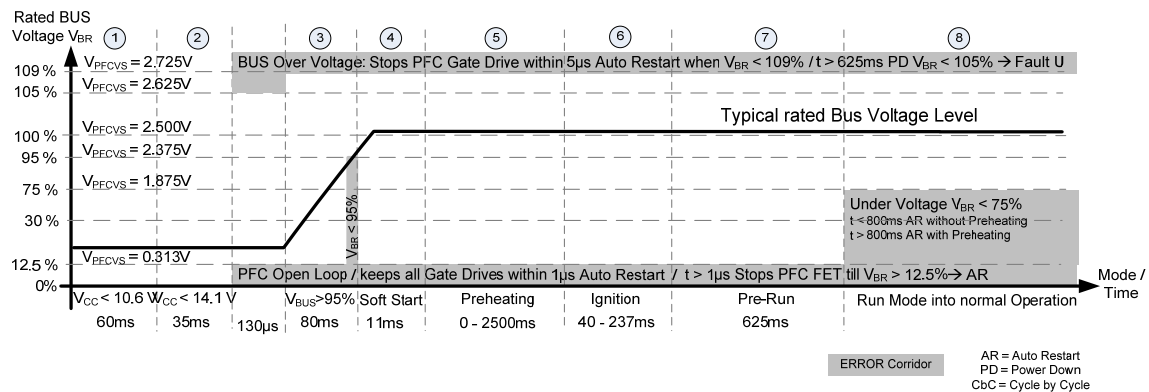 Rated BUS
Voltage VBR
1 2 3 4 5 6 7 8
VPFCVS = 2.725V
BUS Over Voltage: Stops PFC Gate Drive within 5µs Auto Restart when VBR < 109% / t > 625ms PD VBR < 105% → Fault U
109 %
VPFCVS = 2.625V
105 %
Typical rated Bus Voltage Level
VPFCVS = 2.500V
100 %
VPFCVS = 2.375V
95 %
VPFCVS = 1.875V
75 %
VBR < 95%
Under Voltage VBR < 75%
t < 800ms AR without Preheating
t > 800ms AR with Preheating
30 %
VPFCVS = 0.313V
12.5 %
PFC Open Loop / keeps all Gate Drives within 1µs Auto Restart / t > 1µs Stops PFC FET till VBR > 12.5% → AR
0%
Mode /
Time
VCC < 10.6 V VCC < 14.1 V VBUS>95% Soft Start Preheating Ignition Pre-Run Run Mode into normal Operation
60ms 35ms 130µs 80ms 11ms 0 - 2500ms 40 - 237ms 625ms
ERROR Corridor
AR = Auto Restart
PD = Power Down
CbC = Cycle by Cycle